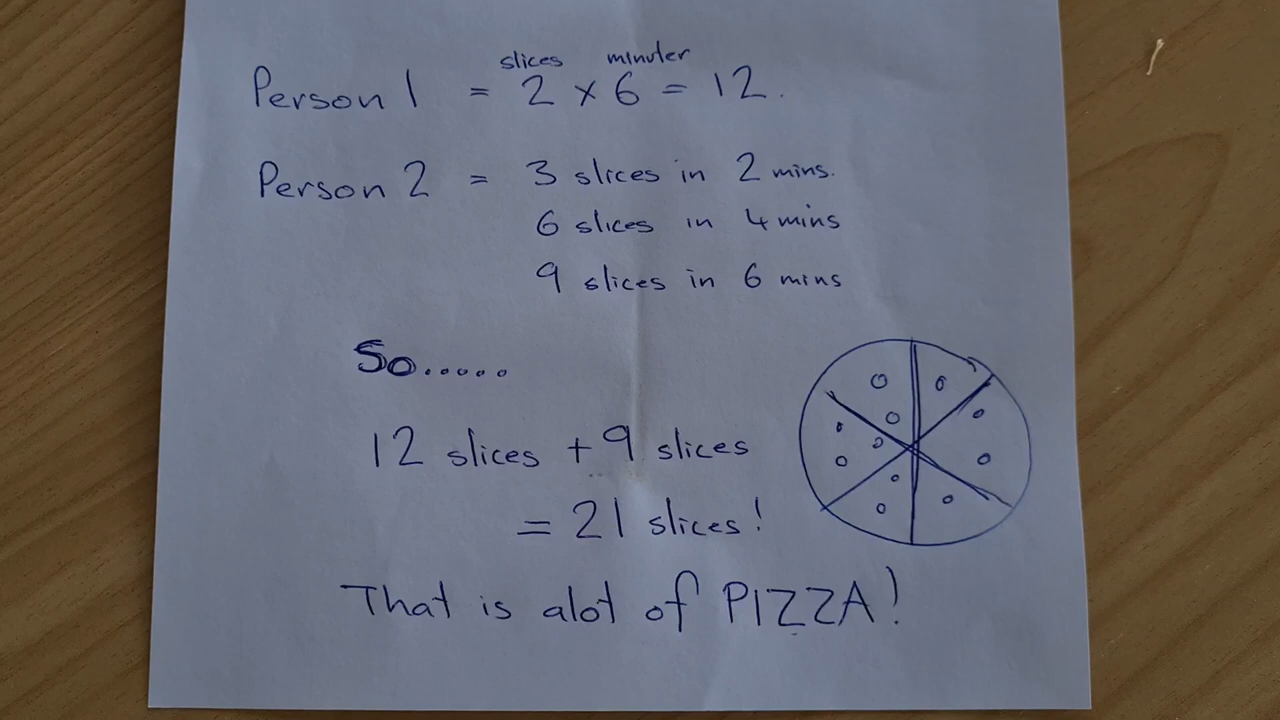 slices minutes
Person 1 = 2 x 6 = 12.
Person 2 = 3 slices in 2 mins.
6 slices in 4 mins
9 slices in 6 mins
So.....
12 slices + 9 slices
= 21 slices!
That is alot of PIZZA!